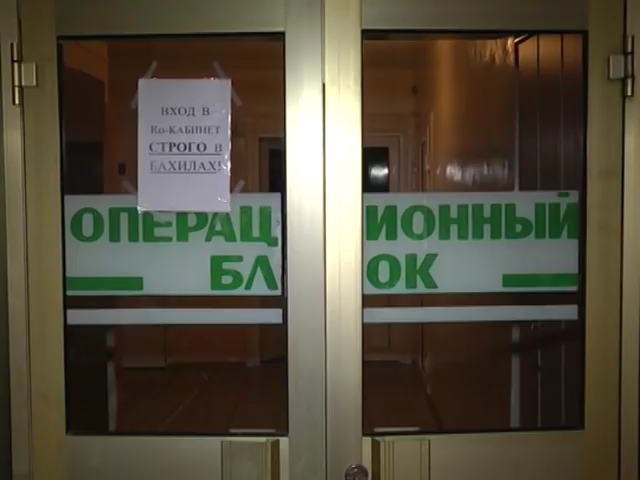 ВХОД В
Ro-КАБИНЕТ
СТРОГО В
БАХИЛАХ!
ОПЕРАЦИОННЫЙ
БЛОК